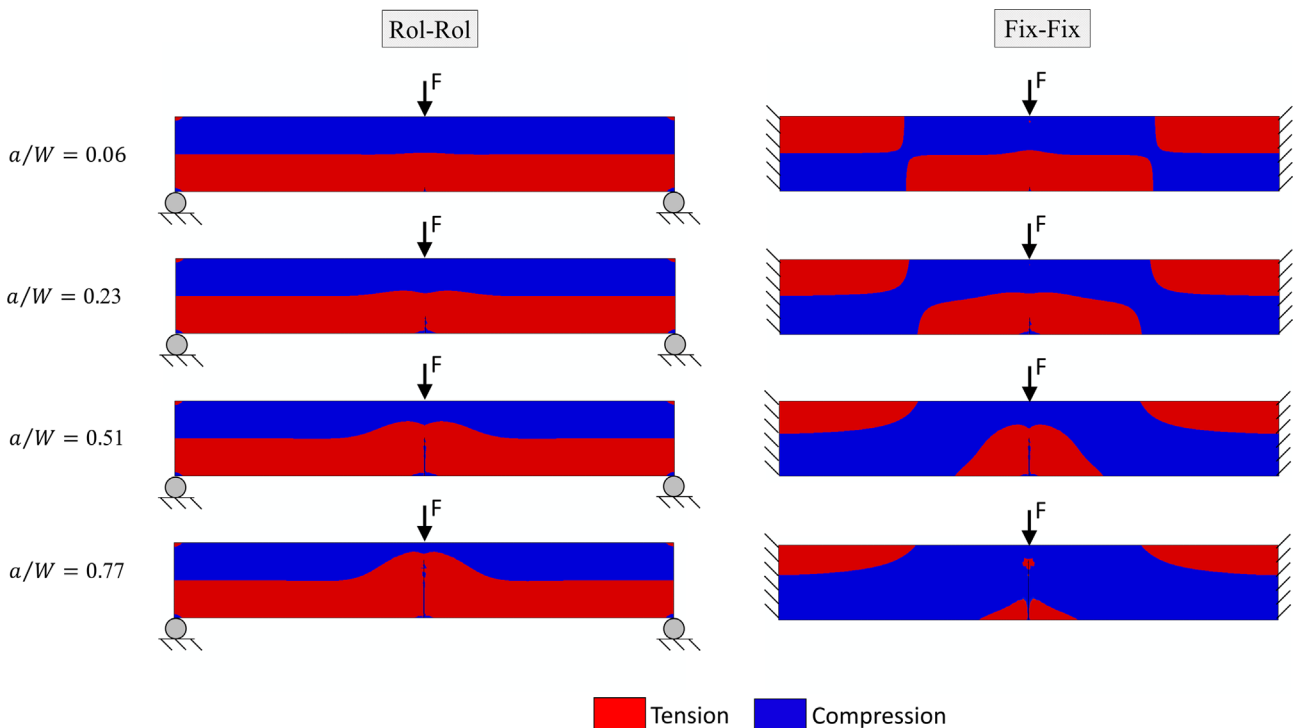 Rol-Rol
Fix-Fix
F
F
a/W = 0.06
F
F
a/W = 0.23
F
F
a/W = 0.51
F
F
a/W = 0.77
Tension
Compression